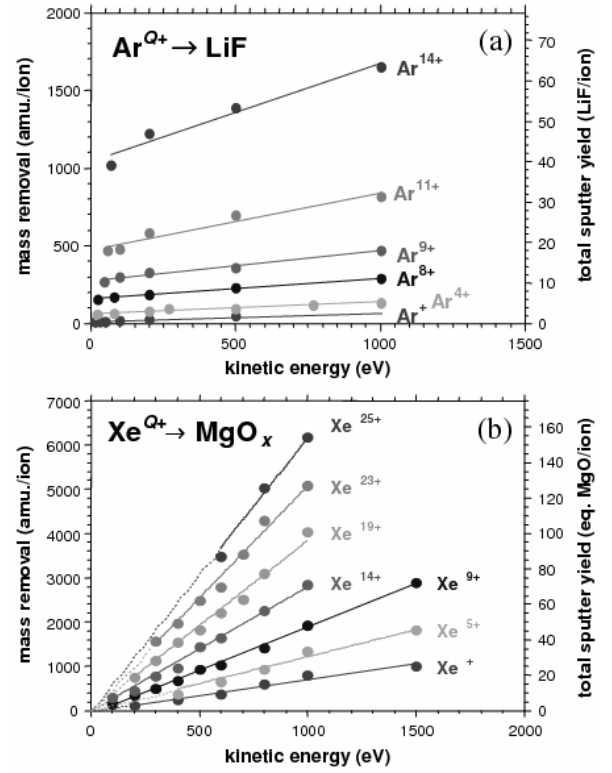 Ar Q+ → LiF
(a)
mass removal (amu./ion)
2000
1500
1000
500
0
total sputter yield (LiF/ion)
70
60
50
40
30
20
10
0
Ar 14+
Ar 11+
Ar 9+
Ar 8+
Ar + Ar 4+
0 500 1000 1500
kinetic energy (eV)
Xe Q+ → MgO x
(b)
mass removal (amu./ion)
7000
6000
5000
4000
3000
2000
1000
0
total sputter yield (eq. MgO/ion)
160
140
120
100
80
60
40
20
0
Xe 25+
Xe 23+
Xe 19+
Xe 14+ Xe 9+
Xe 5+
Xe +
0 500 1000 1500 2000
kinetic energy (eV)